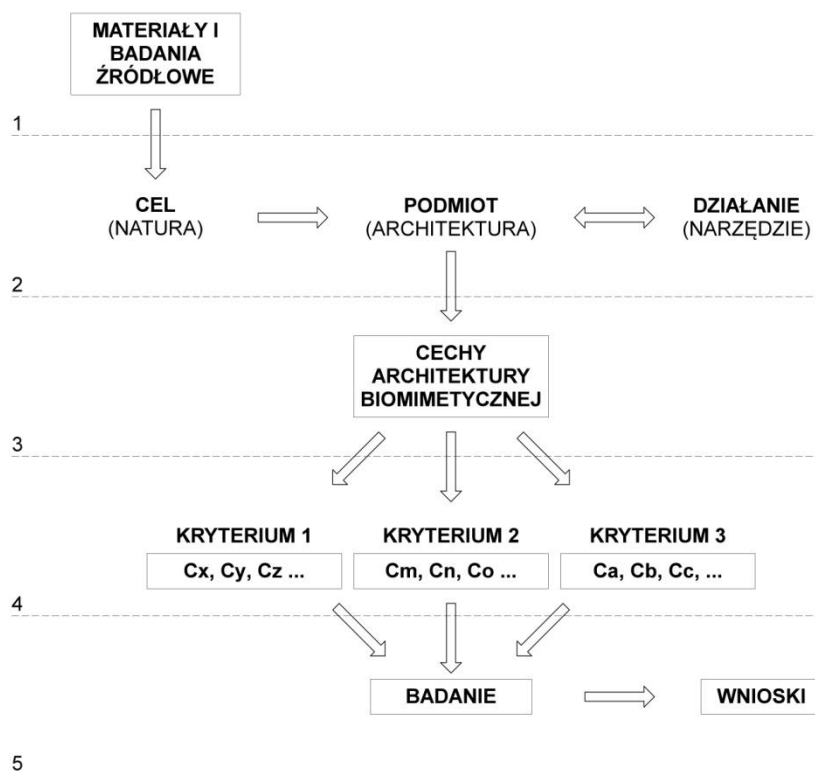 MATERIAŁY I
BADANIA
ŹRÓDŁOWE
1
CEL
(NATURA)
PODMIOT
(ARCHITEKTURA)
DZIAŁANIE
(NARZĘDZIE)
2
CECHY
ARCHITEKTURY
BIOMIMETYCZNEJ
3
KRYTERIUM 1
Cx, Cy, Cz ...
KRYTERIUM 2
Cm, Cn, Co ...
KRYTERIUM 3
Ca, Cb, Cc, ...
4
BADANIE
WNIOSKI
5